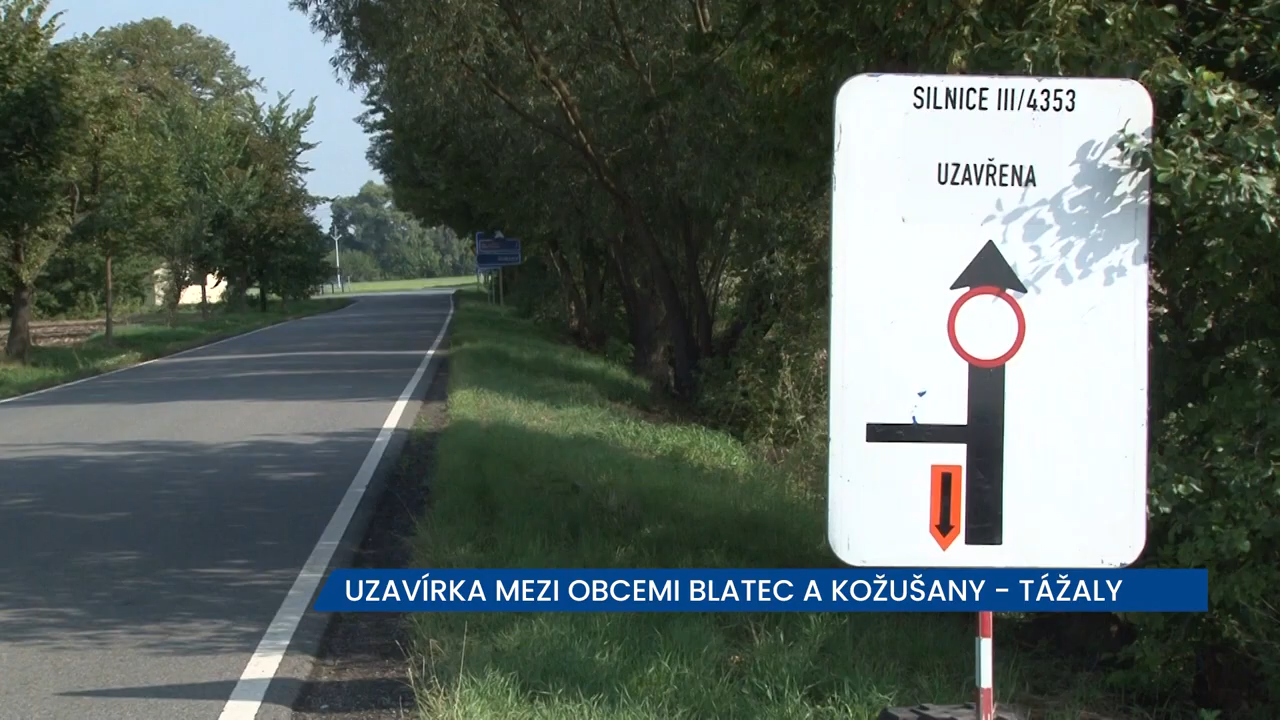 SILNICE III/4353
UZAVŘENA
UZAVÍRKA MEZI OBCEMI BLATEC A KOŽUŠANY - TÁŽALY